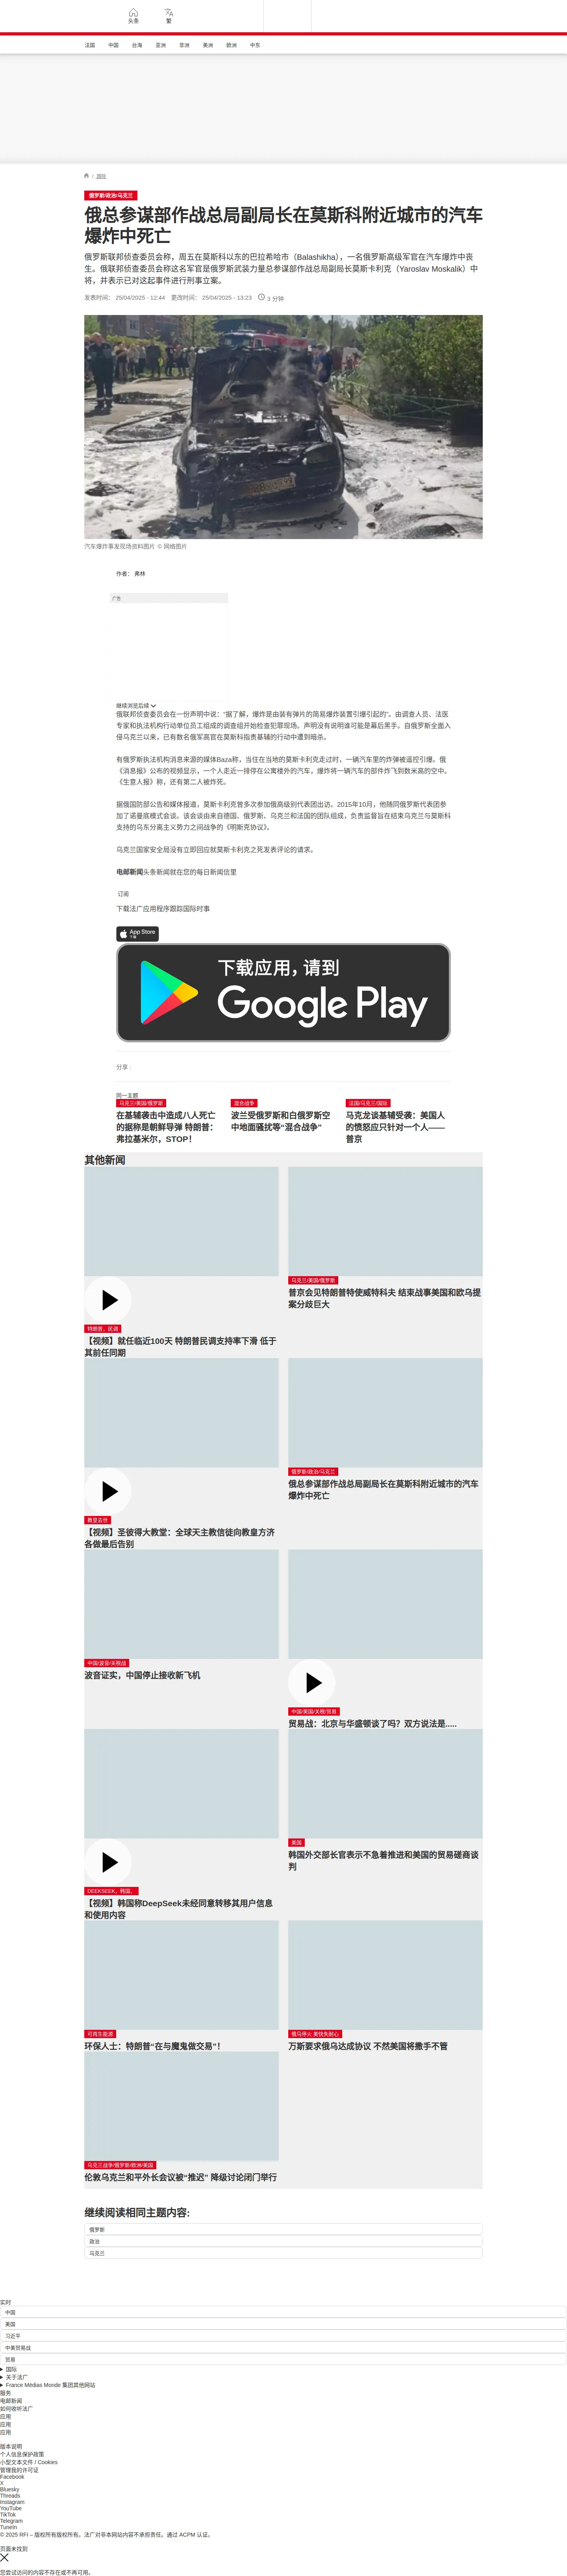 头条
繁
法国 中国 台海 亚洲 非洲 美洲 欧洲 中东
/ 国际
俄罗斯/政治/乌克兰
俄总参谋部作战总局副局长在莫斯科附近城市的汽车
爆炸中死亡
俄罗斯联邦侦查委员会称，周五在莫斯科以东的巴拉希哈市（Balashikha），一名俄罗斯高级军官在汽车爆炸中丧
生。俄联邦侦查委员会称这名军官是俄罗斯武装力量总参谋部作战总局副局长莫斯卡利克（Yaroslav Moskalik）中
将，并表示已对这起事件进行刑事立案。
发表时间： 25/04/2025 - 12:44 更改时间： 25/04/2025 - 13:23 3 分钟
汽车爆炸事发现场资料图片 © 网络图片
作者： 弗林
广告
继续浏览后续
俄联邦侦查委员会在一份声明中说：“据了解，爆炸是由装有弹片的简易爆炸装置引爆引起的”。由调查人员、法医
专家和执法机构行动单位员工组成的调查组开始检查犯罪现场。声明没有说明谁可能是幕后黑手。自俄罗斯全面入
侵乌克兰以来，已有数名俄军高官在莫斯科指责基辅的行动中遭到暗杀。
有俄罗斯执法机构消息来源的媒体Baza称，当住在当地的莫斯卡利克走过时，一辆汽车里的炸弹被遥控引爆。俄
《消息报》公布的视频显示，一个人走近一排停在公寓楼外的汽车，爆炸将一辆汽车的部件炸飞到数米高的空中。
《生意人报》称，还有第二人被炸死。
据俄国防部公告和媒体报道，莫斯卡利克曾多次参加俄高级别代表团出访。2015年10月，他随同俄罗斯代表团参
加了诺曼底模式会议。该会谈由来自德国、俄罗斯、乌克兰和法国的团队组成，负责监督旨在结束乌克兰与莫斯科
支持的乌东分离主义势力之间战争的《明斯克协议》。
乌克兰国家安全局没有立即回应就莫斯卡利克之死发表评论的请求。
电邮新闻头条新闻就在您的每日新闻信里
订阅
下载法广应用程序跟踪国际时事
App Store
下载
下载应用，请到
Google Play
分享 :
同一主题
乌克兰/美国/俄罗斯
在基辅袭击中造成八人死亡
的据称是朝鲜导弹 特朗普：
弗拉基米尔，STOP！
混合战争
波兰受俄罗斯和白俄罗斯空
中地面骚扰等“混合战争”
法国/乌克兰/国际
马克龙谈基辅受袭：美国人
的愤怒应只针对一个人——
普京
其他新闻
特朗普，民调
【视频】就任临近100天 特朗普民调支持率下滑 低于
其前任同期
乌克兰/美国/俄罗斯
普京会见特朗普特使威特科夫 结束战事美国和欧乌提
案分歧巨大
教皇去世
【视频】圣彼得大教堂：全球天主教信徒向教皇方济
各做最后告别
俄罗斯/政治/乌克兰
俄总参谋部作战总局副局长在莫斯科附近城市的汽车
爆炸中死亡
中国/波音/关税战
波音证实，中国停止接收新飞机
中国/美国/关税/贸易
贸易战：北京与华盛顿谈了吗？双方说法是.....
DEEKSEEK，韩国，
【视频】韩国称DeepSeek未经同意转移其用户信息
和使用内容
美国
韩国外交部长官表示不急着推进和美国的贸易磋商谈
判
可再生能源
环保人士：特朗普“在与魔鬼做交易”！
俄乌停火 美快失耐心
万斯要求俄乌达成协议 不然美国将撒手不管
乌克兰战争/俄罗斯/欧洲/美国
伦敦乌克兰和平外长会议被“推迟” 降级讨论闭门举行
继续阅读相同主题内容:
俄罗斯
政治
乌克兰
实时
中国
美国
习近平
中美贸易战
贸易
国际
关于法广
France Médias Monde 集团其他网站
服务
电邮新闻
如何收听法广
应用
应用
应用
版本说明
个人信息保护政策
小型文本文件 / Cookies
管理我的许可证
Facebook
X
Bluesky
Threads
Instagram
YouTube
TikTok
Telegram
TuneIn
© 2025 RFI – 版权所有版权所有。法广对非本网站内容不承担责任。通过 ACPM 认证。
页面未找到
您尝试访问的内容不存在或不再可用。